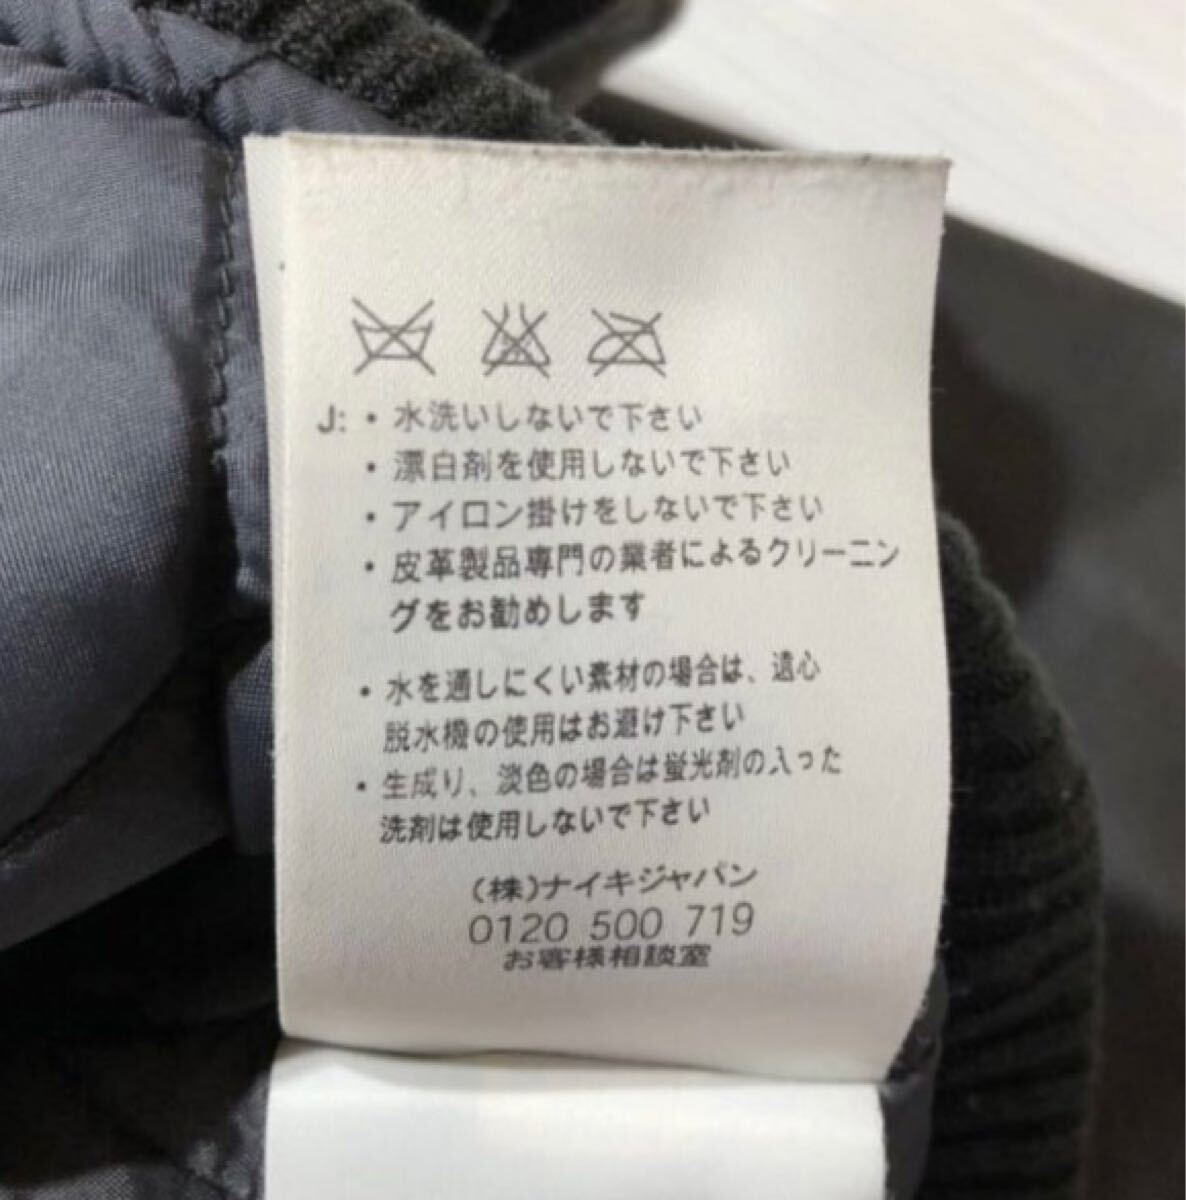 J: ・ 水洗いしないで下さい
・ 漂白剤を使用しないで下さい
・ アイロン掛けをしないで下さい
・ 皮革製品専門の業者によるクリーニン
グをお勧めします
・ 水を通しにくい素材の場合は、遠心
脱水機の使用はお避け下さい
・ 生成り、淡色の場合は蛍光剤の入った
洗剤は使用しないで下さい
(株)ナイキジャパン
0120 500 719
お客様相談室